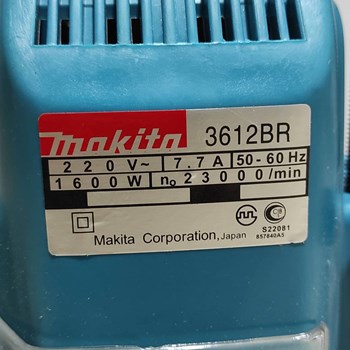 makita 3612BR
220V~ 7.7A 50-60Hz
1600W n₀ 23000/min
S22081
Makita Corporation, Japan 857840A5